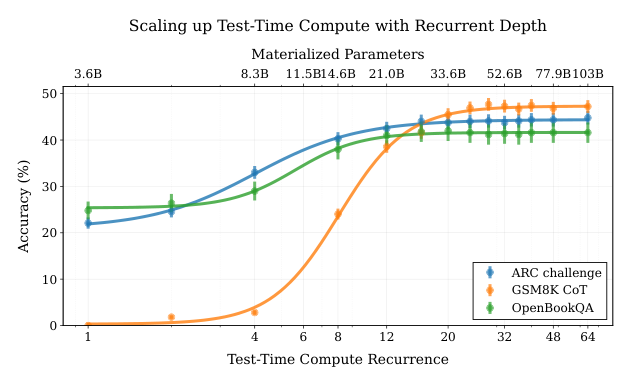 Scaling up Test-Time Compute with Recurrent Depth
Materialized Parameters
3.6B 8.3B 11.5B 14.6B 21.0B 33.6B 52.6B 77.9B 103B
50
40
30
20
10
0
Accuracy (%)
ARC challenge
GSM8K CoT
OpenBookQA
1 4 6 8 12 20 32 48 64
Test-Time Compute Recurrence